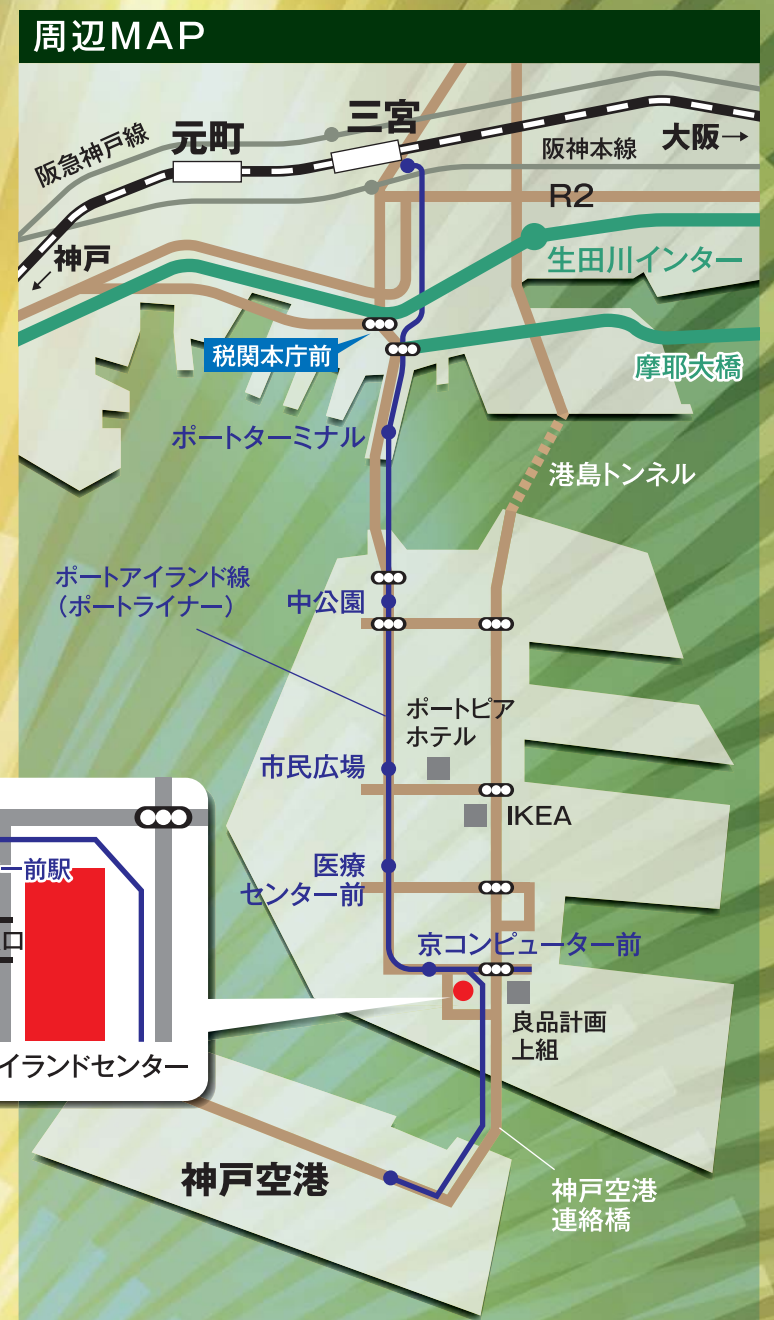 周辺MAP
三宮
元町
阪急神戸線
阪神本線
大阪→
R2
神戸
生田川インター
税関本庁前
摩耶大橋
ポートターミナル
港島トンネル
ポートアイランド線
（ポートライナー）
中公園
ポートピア
ホテル
市民広場
IKEA
医療
センター前
ー前駅
京コンピューター前
口
良品計画
上組
イランドセンター
神戸空港
神戸空港
連絡橋